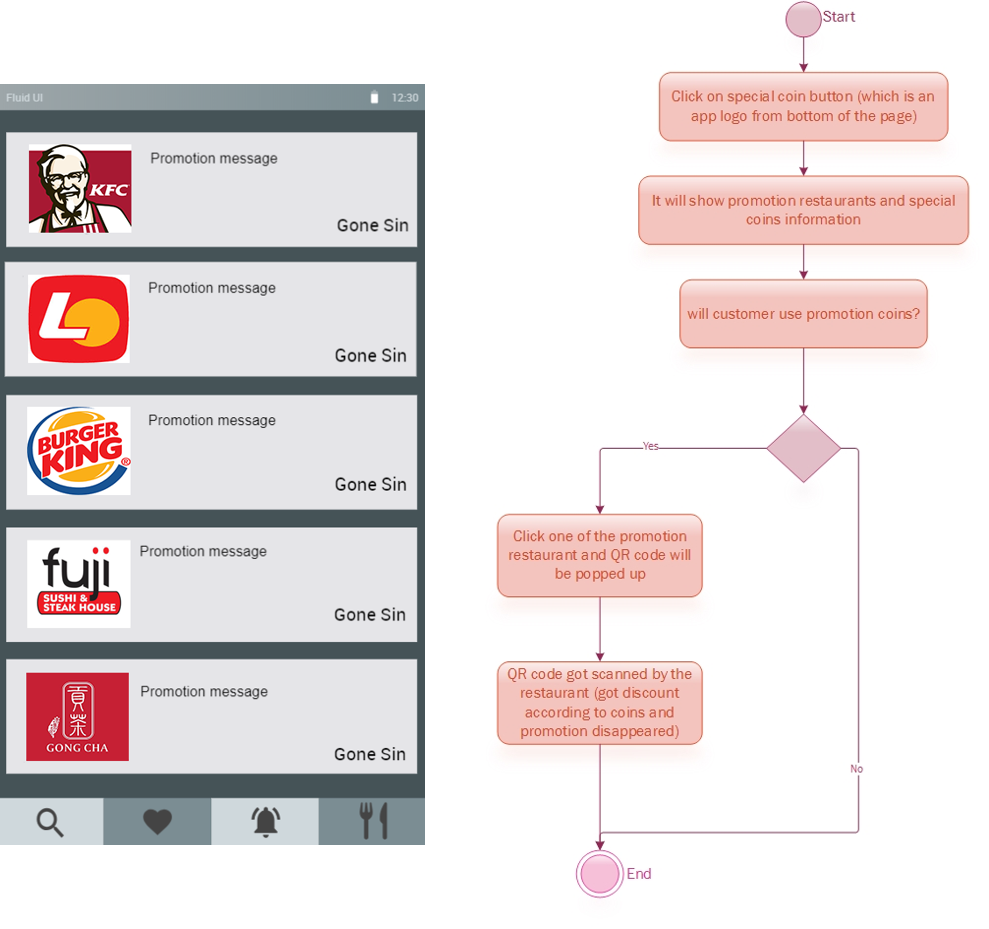 Fluid UI
12:30
Promotion message
KFC
Gone Sin
Promotion message
L
Gone Sin
Promotion message
BURGER
KING®
Gone Sin
Promotion message
fuji
SUSHI &
STEAK HOUSE
Gone Sin
Promotion message
貢茶
GONG CHA
Gone Sin
Start
Click on special coin button (which is an
app logo from bottom of the page)
It will show promotion restaurants and special
coins information
will customer use promotion coins?
Yes
Click one of the promotion
restaurant and QR code will
be popped up
QR code got scanned by the
restaurant (got discount
according to coins and
promotion disappeared)
No
End